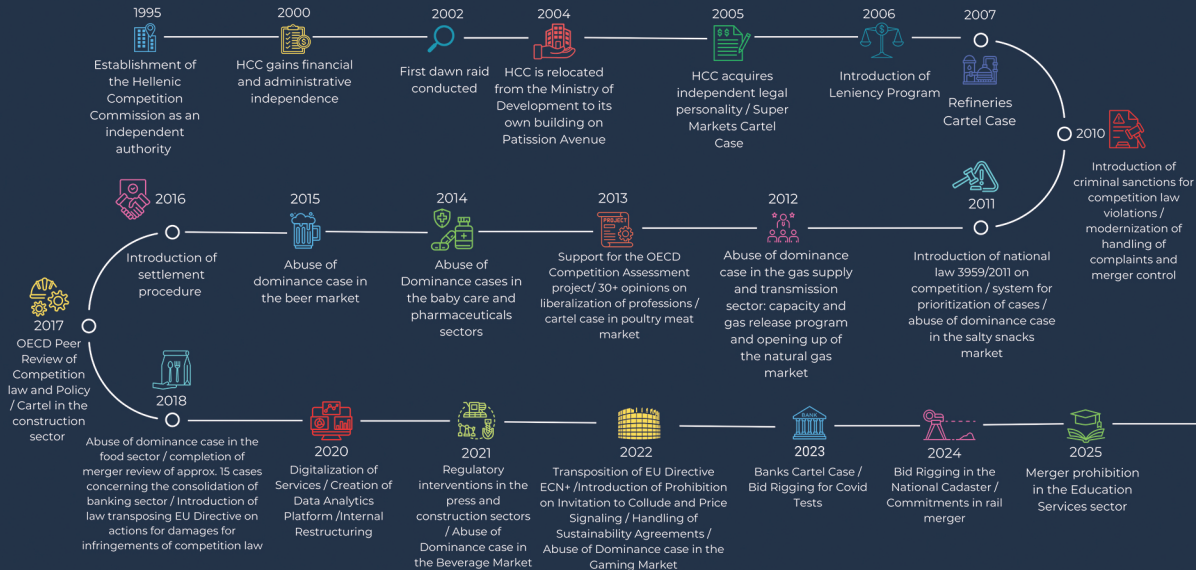 1995
Establishment of
the Hellenic
Competition
Commission as an
independent
authority
2000
HCC gains financial
and administrative
independence
2002
First dawn raid
conducted
2004
HCC is relocated
from the Ministry of
Development to its
own building on
Patission Avenue
2005
HCC acquires
independent legal
personality / Super
Markets Cartel
Case
2006
Introduction of
Leniency Program
2007
Refineries
Cartel Case
2010
Introduction of
criminal sanctions for
competition law
violations /
modernization of
handling of
complaints and
merger control
2011
Introduction of national
law 3959/2011 on
competition / system for
prioritization of cases /
abuse of dominance case
in the salty snacks
market
2012
Abuse of dominance
case in the gas supply
and transmission
sector: capacity and
gas release program
and opening up of
the natural gas
market
PROJECT
2013
Support for the OECD
Competition Assessment
project/ 30+ opinions on
liberalization of professions /
cartel case in poultry meat
market
2014
Abuse of
Dominance cases in
the baby care and
pharmaceuticals
sectors
2015
Abuse of
dominance case in
the beer market
2016
Introduction of
settlement
procedure
2017
OECD Peer
Review of
Competition
law and Policy
/ Cartel in the
construction
sector
2018
Abuse of dominance case in the
food sector / completion of
merger review of approx. 15 cases
concerning the consolidation of
banking sector / Introduction of
law transposing EU Directive on
actions for damages for
infringements of competition law
2020
Digitalization of
Services / Creation of
Data Analytics
Platform /Internal
Restructuring
2021
Regulatory
interventions in the
press and
construction sectors
/ Abuse of
Dominance case in
the Beverage Market
2022
Transposition of EU Directive
ECN+ /Introduction of Prohibition
on Invitation to Collude and Price
Signaling / Handling of
Sustainability Agreements /
Abuse of Dominance case in the
Gaming Market
BANK
2023
Banks Cartel Case /
Bid Rigging for Covid
Tests
2024
Bid Rigging in the
National Cadaster /
Commitments in rail
merger
2025
Merger prohibition
in the Education
Services sector